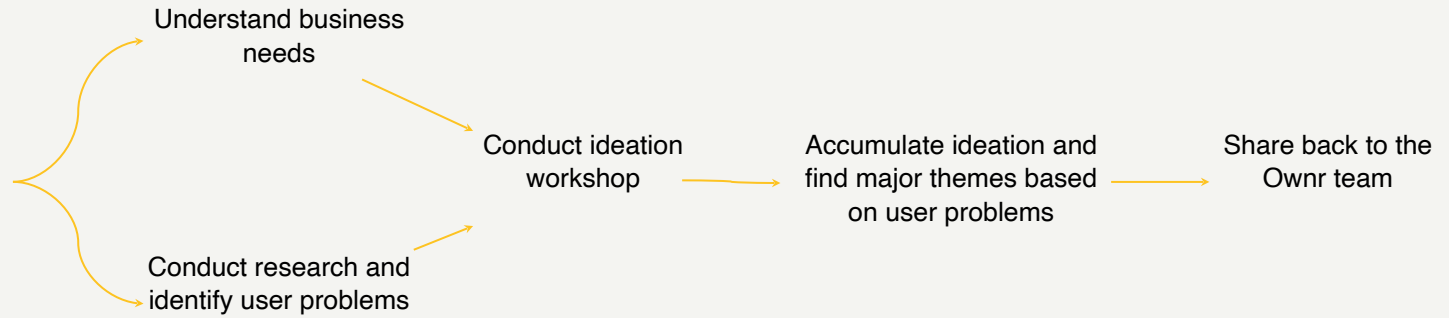 Understand business
needs
Conduct research and
identify user problems
Conduct ideation
workshop
Accumulate ideation and
find major themes based
on user problems
Share back to the
Ownr team